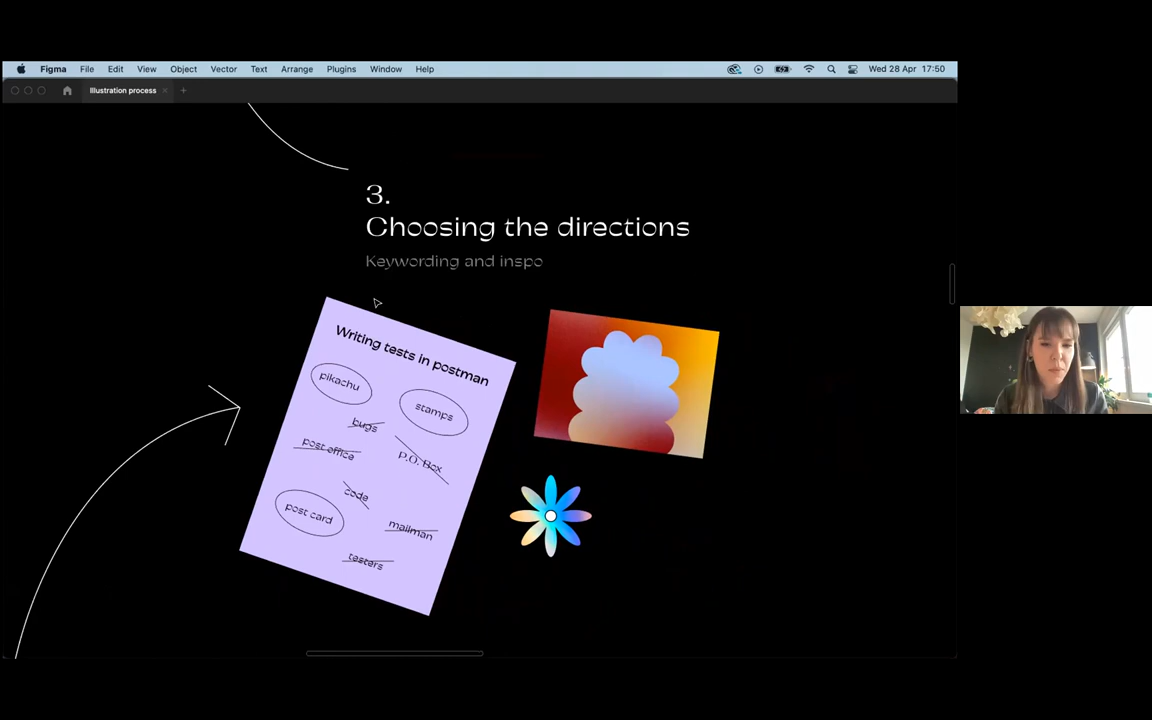 Figma File Edit View Object Vector Text Arrange Plugins Window Help Wed 28 Apr 17:50
Illustration process
3.
Choosing the directions
Keywording and inspo
Writing tests in postman
pikachu
stamps
bugs
post office
P.O. Box
code
post card
mailman
testers